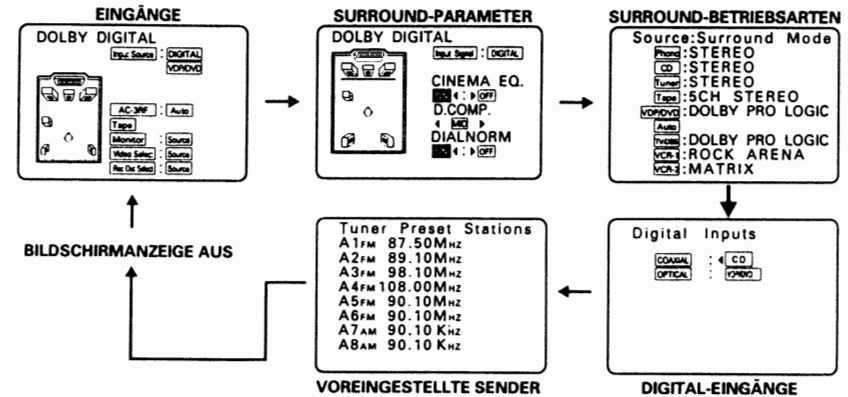 EINGÄNGE
DOLBY DIGITAL
Input Source : DIGITAL
VDP/DVD
AC-3RF : Auto
Tape
Monitor : Source
Video Selec : Source
Rec Out Select : Source
SURROUND-PARAMETER
DOLBY DIGITAL
Input Signal : DIGITAL
CINEMA EQ.
: OFF
D.COMP.
MID
DIALNORM
: OFF
SURROUND-BETRIEBSARTEN
Source:Surround Mode
Phono :STEREO
CD :STEREO
Tuner :STEREO
Tape :5CH STEREO
VDP/DVD :DOLBY PRO LOGIC
Auto
TV/DBS :DOLBY PRO LOGIC
VCR-1 :ROCK ARENA
VCR-2 :MATRIX
Digital Inputs
COAXIAL : CD
OPTICAL : VDP/DVD
DIGITAL-EINGÄNGE
Tuner Preset Stations
A1FM 87.50MHZ
A2FM 89.10MHZ
A3FM 98.10MHZ
A4FM 108.00MHZ
A5FM 90.10MHZ
A6FM 90.10MHZ
A7AM 90.10 KHZ
A8AM 90.10 KHZ
VOREINGESTELLTE SENDER
BILDSCHIRMANZEIGE AUS